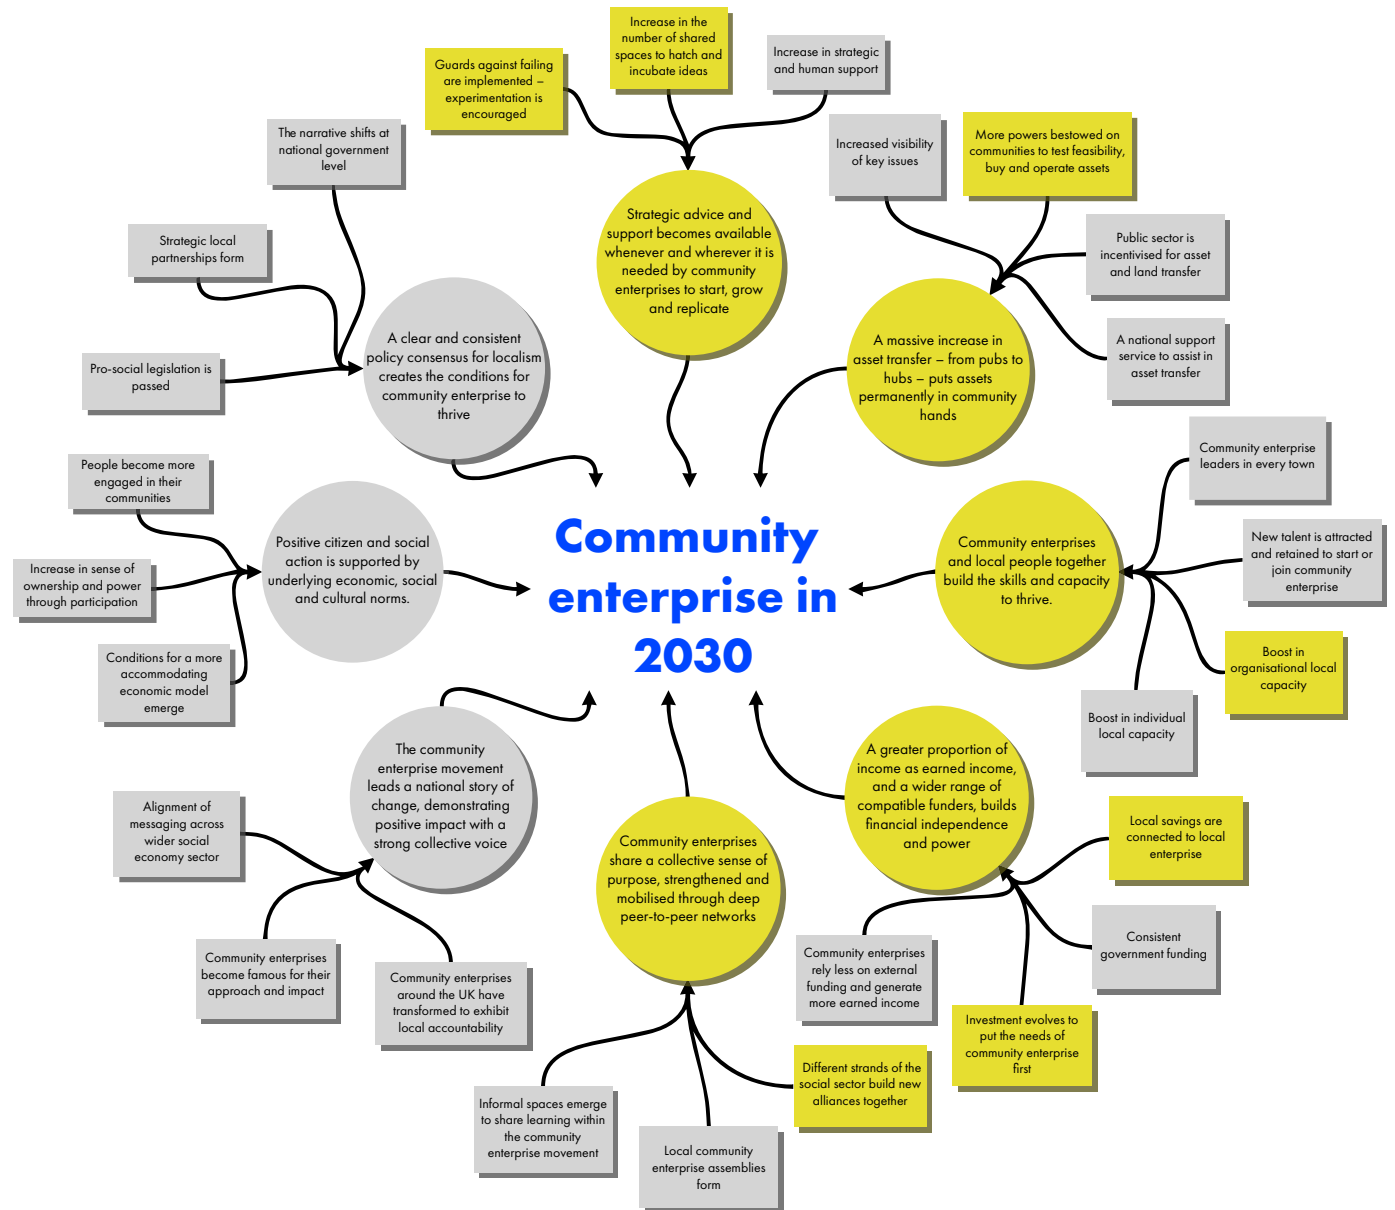 Increase in the
number of shared
spaces to hatch and
incubate ideas
Guards against failing
are implemented –
experimentation is
encouraged
Increase in strategic
and human support
Strategic advice and
support becomes available
whenever and wherever it is
needed by community
enterprises to start, grow
and replicate
The narrative shifts at
national government
level
Strategic local
partnerships form
Pro-social legislation is
passed
A clear and consistent
policy consensus for localism
creates the conditions for
community enterprise to
thrive
Increased visibility
of key issues
More powers bestowed on
communities to test feasibility,
buy and operate assets
Public sector is
incentivised for asset
and land transfer
A national support
service to assist in
asset transfer
A massive increase in
asset transfer – from pubs to
hubs – puts assets
permanently in community
hands
People become more
engaged in their
communities
Increase in sense of
ownership and power
through participation
Conditions for a more
accommodating
economic model
emerge
Positive citizen and social
action is supported by
underlying economic, social
and cultural norms.
Community
enterprise in
2030
Community enterprises
and local people together
build the skills and capacity
to thrive.
Community enterprise
leaders in every town
New talent is attracted
and retained to start or
join community
enterprise
Boost in
organisational local
capacity
Boost in individual
local capacity
The community
enterprise movement
leads a national story of
change, demonstrating
positive impact with a
strong collective voice
Alignment of
messaging across
wider social
economy sector
Community enterprises
become famous for their
approach and impact
Community enterprises
around the UK have
transformed to exhibit
local accountability
Community enterprises
share a collective sense of
purpose, strengthened and
mobilised through deep
peer-to-peer networks
Informal spaces emerge
to share learning within
the community
enterprise movement
Local community
enterprise assemblies
form
Different strands of the
social sector build new
alliances together
A greater proportion of
income as earned income,
and a wider range of
compatible funders, builds
financial independence
and power
Local savings are
connected to local
enterprise
Consistent
government funding
Community enterprises
rely less on external
funding and generate
more earned income
Investment evolves to
put the needs of
community enterprise
first